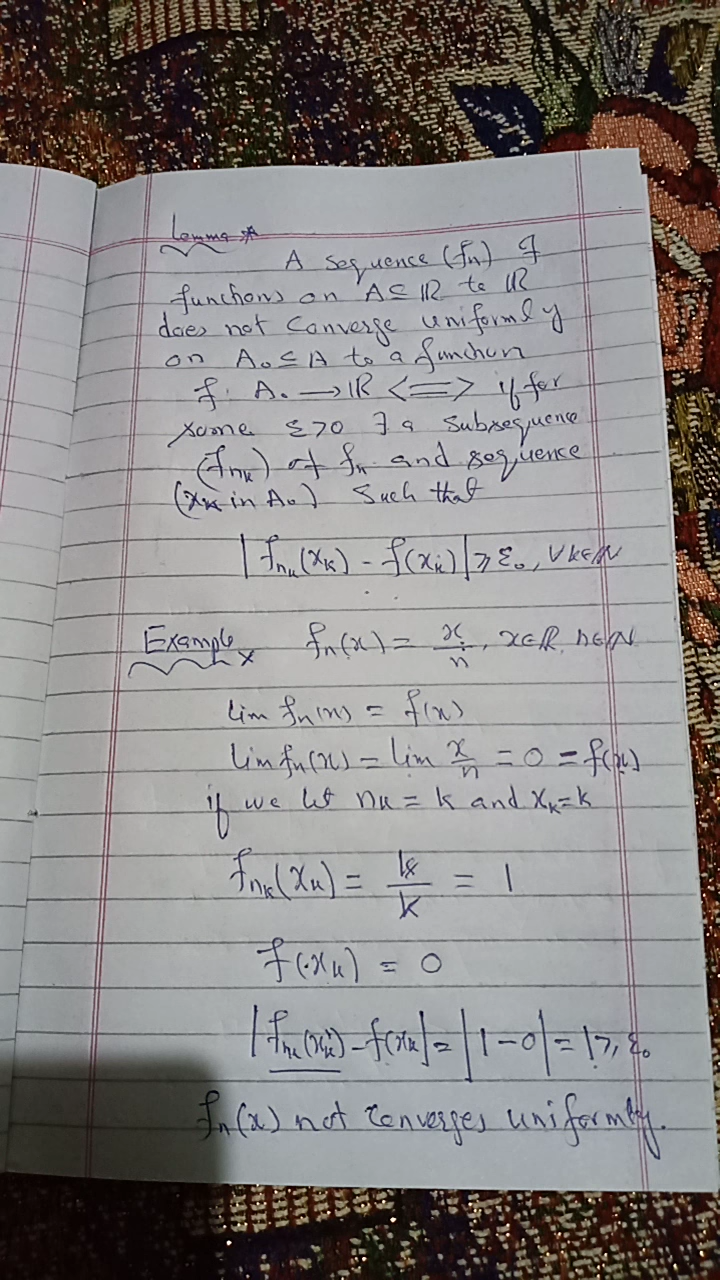 Lemma *
A sequence (fn) of
functions on A ⊆ ℝ to ℝ
does not converge uniformly
on A₀ ⊆ A to a function
f: A₀ → ℝ <=> if for
some ε>0 ∃ a subsequence
(fnₖ) of fn and sequence
(xₖ in A₀) such that
| fnₖ(xₖ) - f(xₖ) | ≥ ε₀, ∀ k∈ℕ
Example fn(x) = x/n, x∈ℝ, n∈ℕ
lim fn(x) = f(x)
lim fn(x) = lim x/n = 0 = f(x)
if we let nₖ = k and xₖ=k
fnₖ(xₖ) = k/k = 1
f(xₖ) = 0
| fnₖ(xₖ) - f(xₖ) | = | 1 - 0 | = 1 ≥ ε₀
fn(x) not converges uniformly.